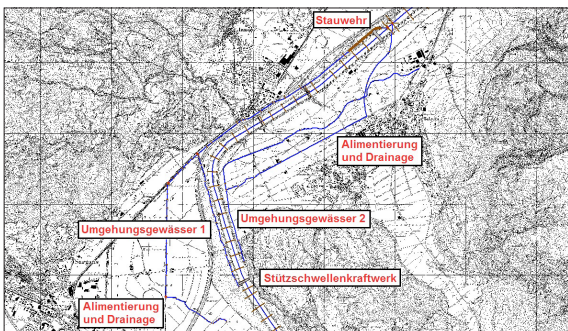 Stauwehr
Alimentierung
und Drainage
Umgehungsgewässer 2
Umgehungsgewässer 1
Stützschwellenkraftwerk
Alimentierung
und Drainage